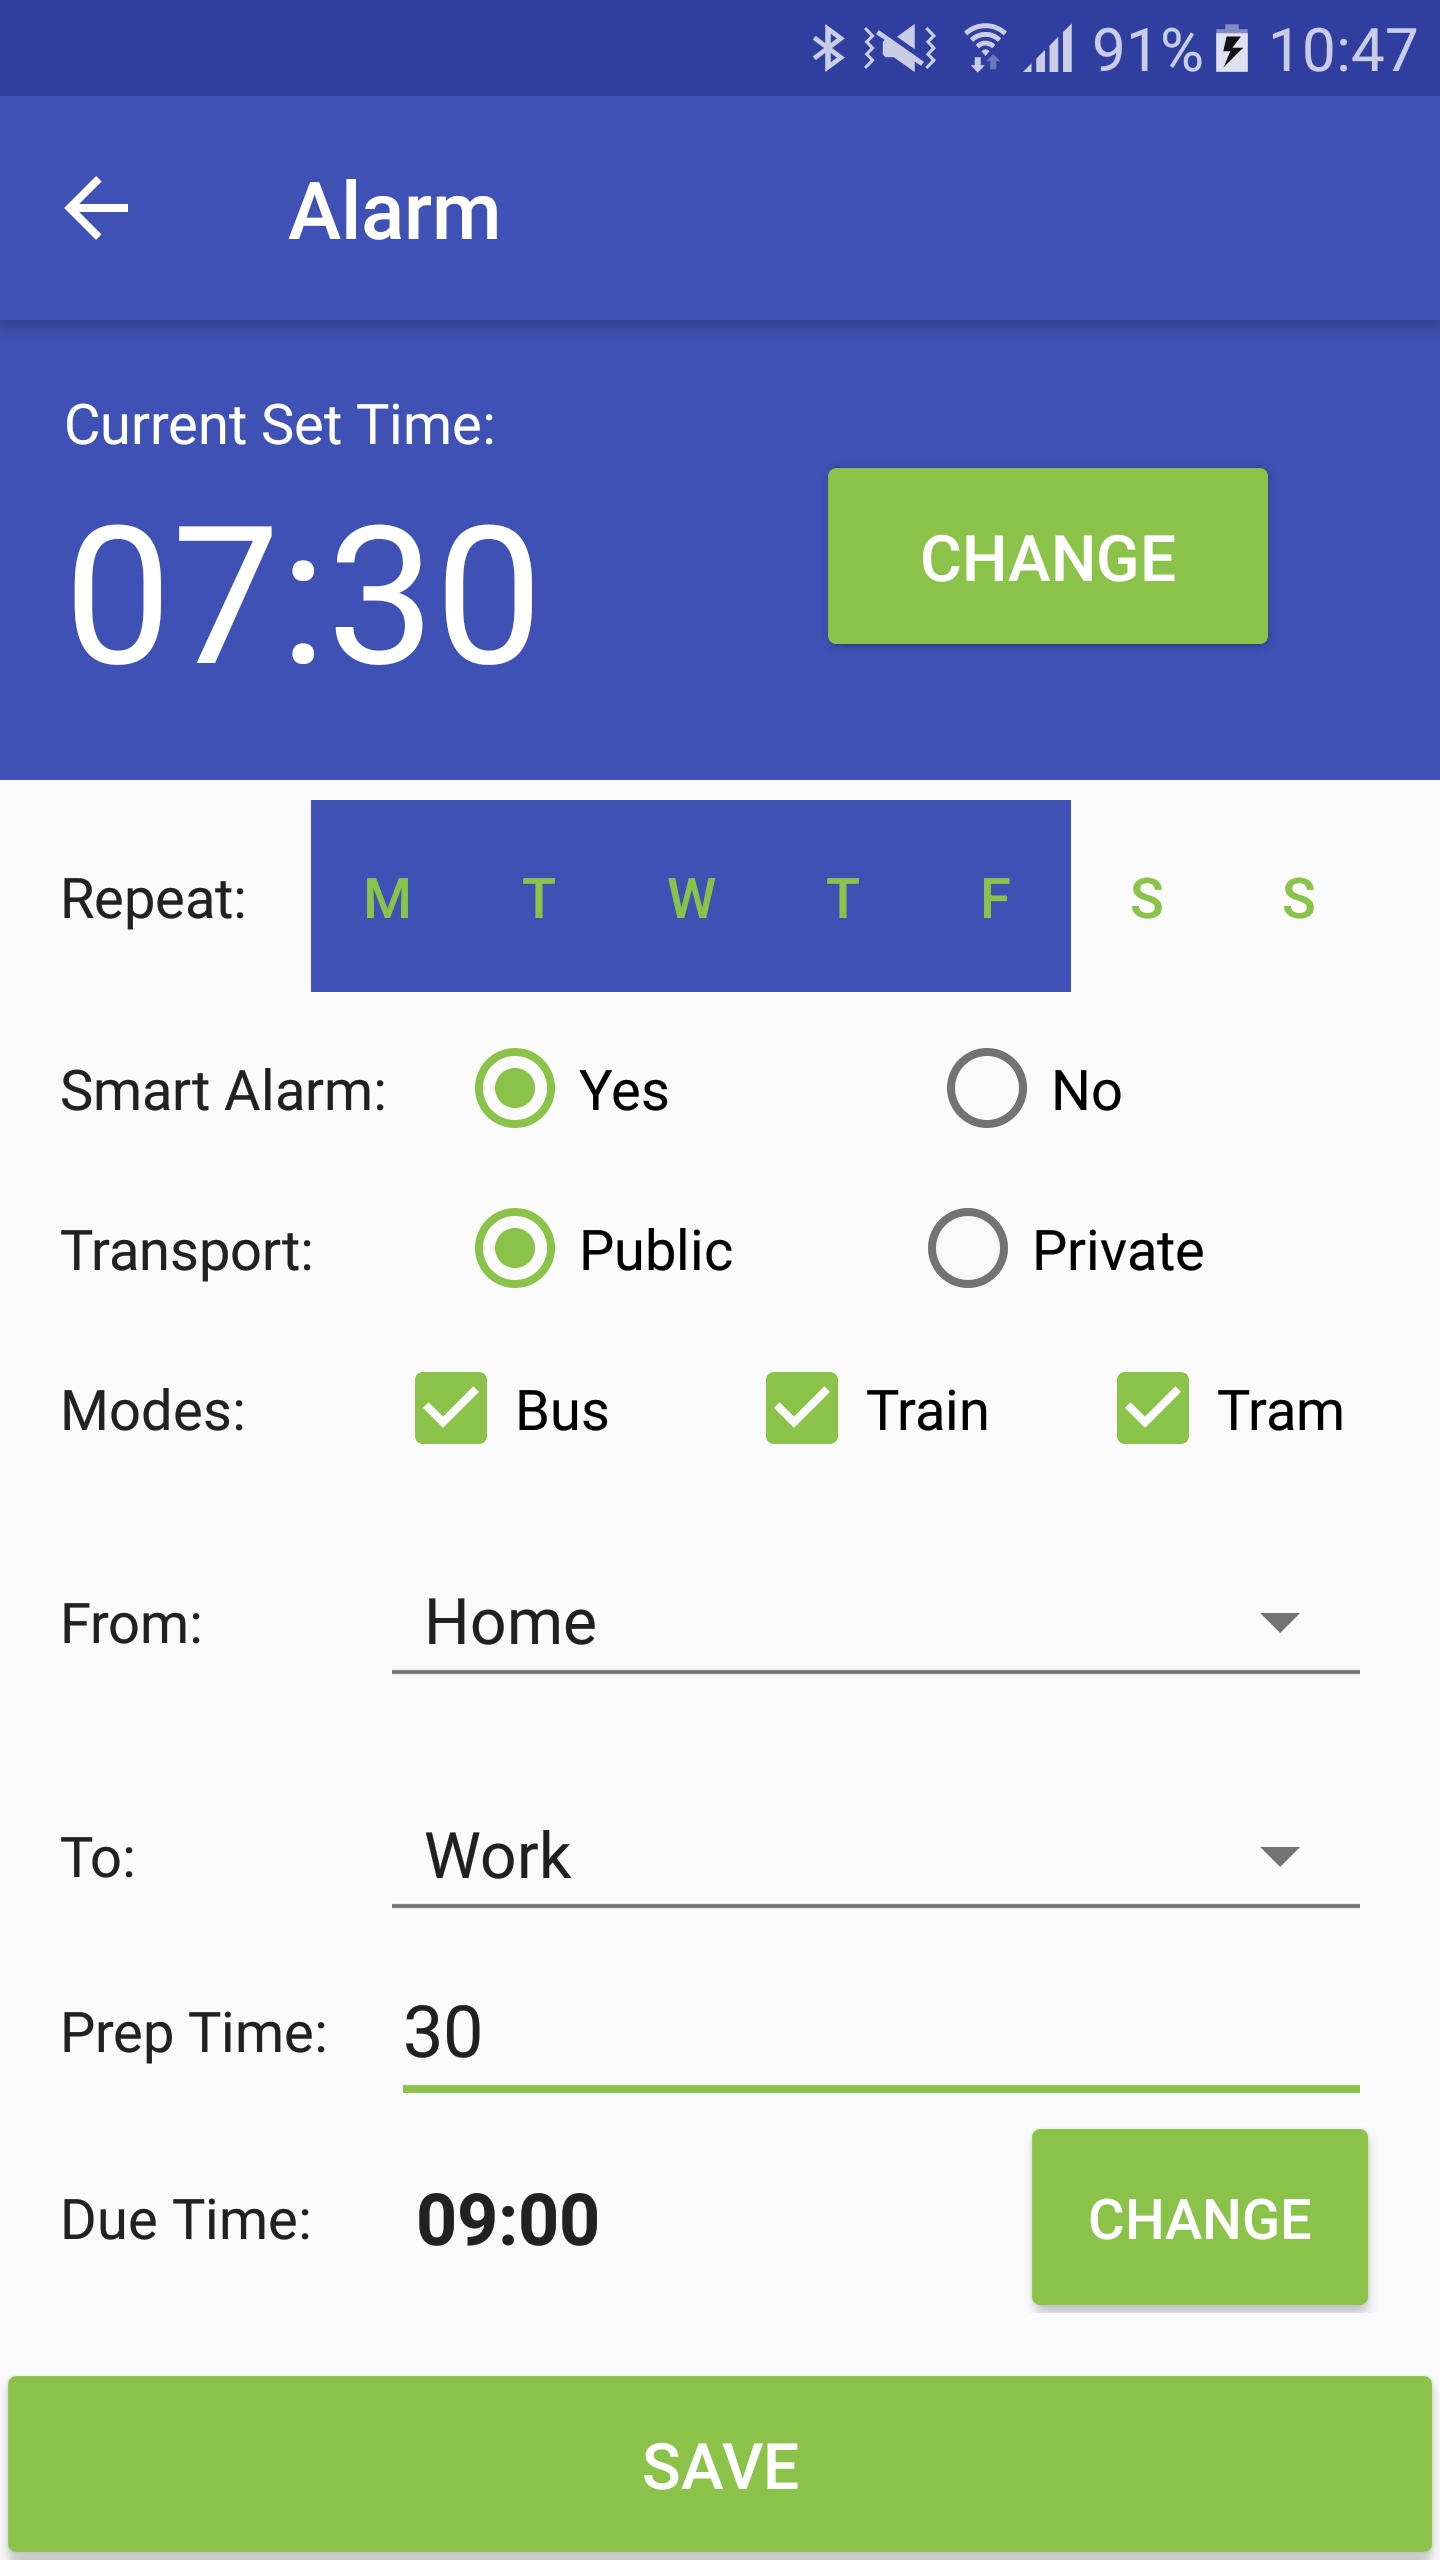 91% 10:47
Alarm
Current Set Time:
07:30
CHANGE
Repeat: M T W T F S S
Smart Alarm: Yes No
Transport: Public Private
Modes: Bus Train Tram
From: Home
To: Work
Prep Time: 30
Due Time: 09:00 CHANGE
SAVE